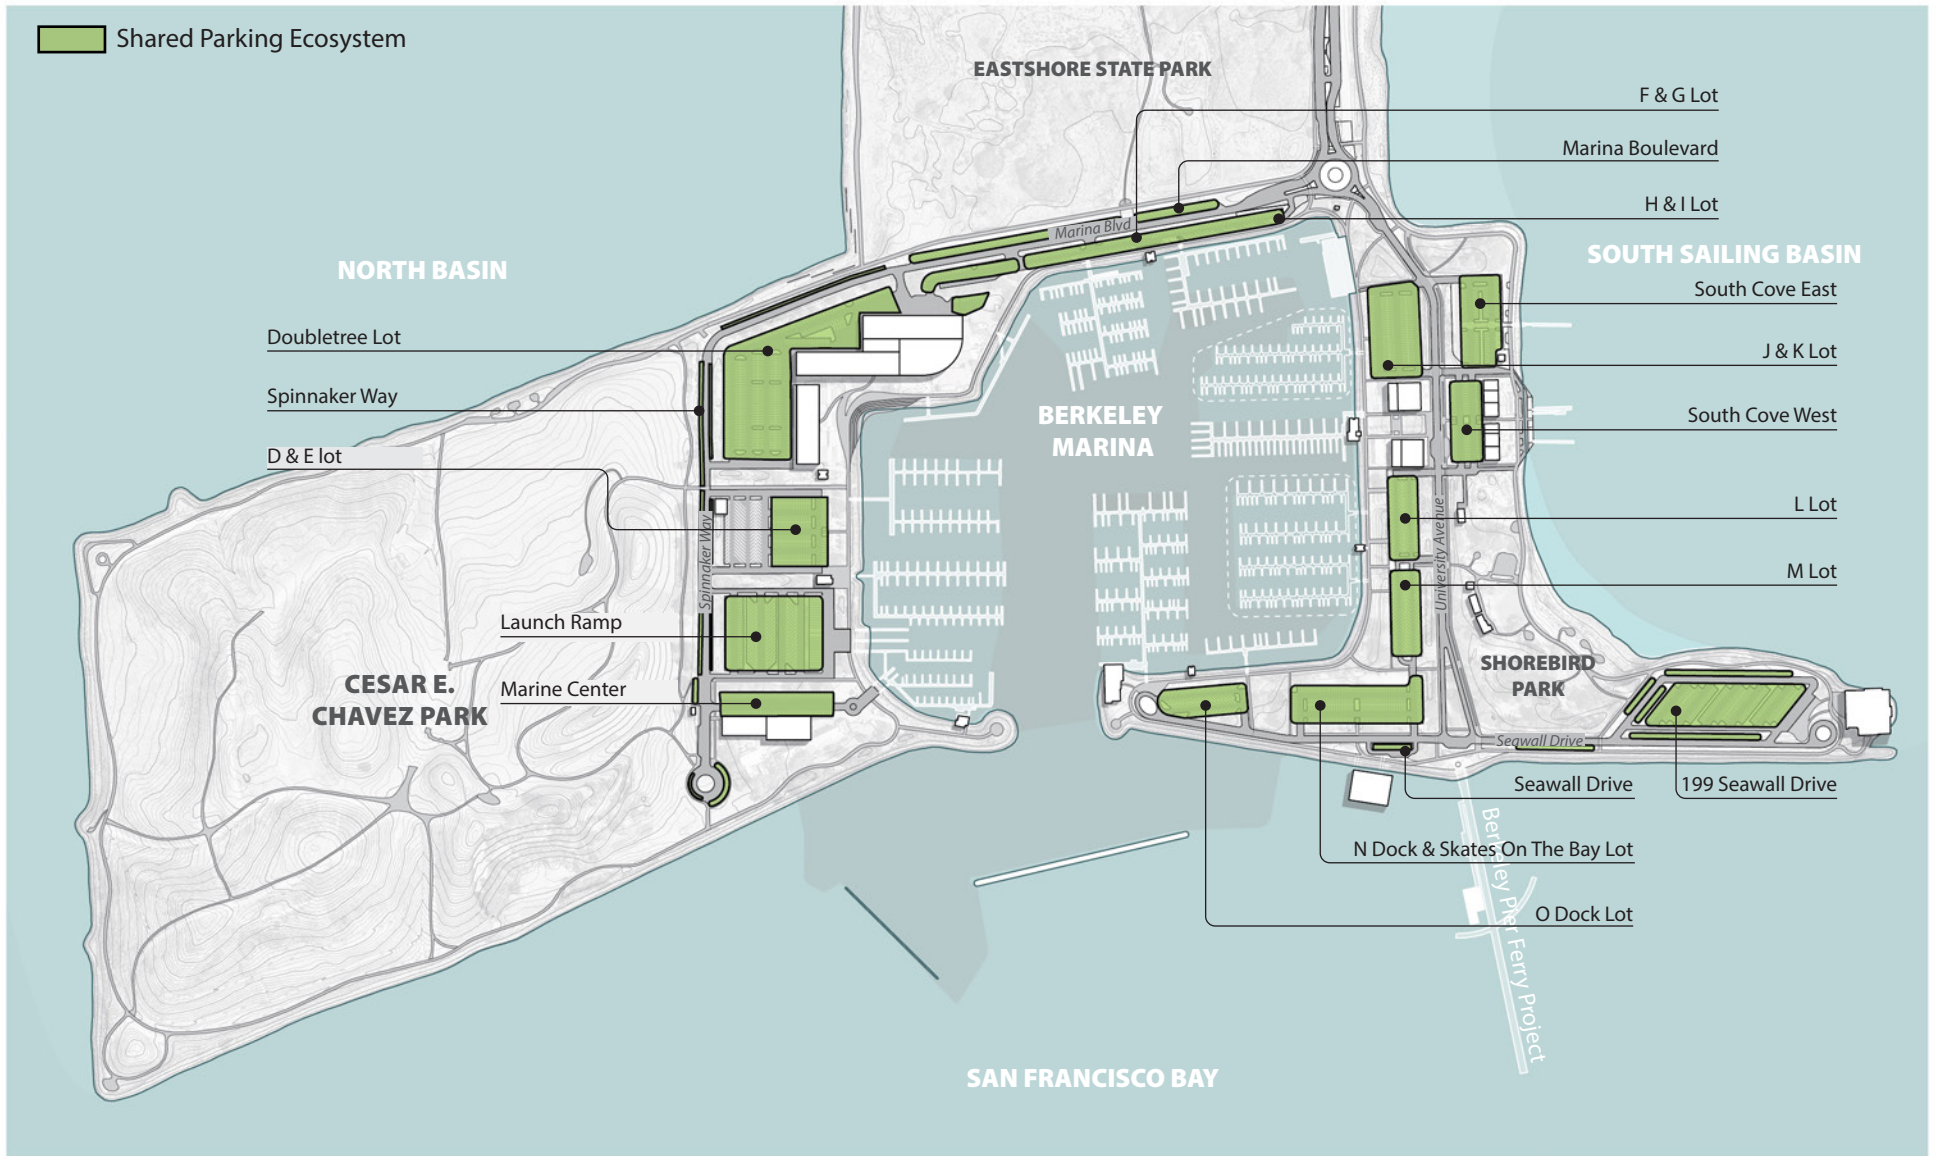 Shared Parking Ecosystem
EASTSHORE STATE PARK
F & G Lot
Marina Boulevard
H & I Lot
Marina Blvd
NORTH BASIN
SOUTH SAILING BASIN
South Cove East
Doubletree Lot
J & K Lot
Spinnaker Way
BERKELEY
MARINA
South Cove West
D & E lot
L Lot
Spinnaker Way
University Avenue
M Lot
Launch Ramp
SHOREBIRD
PARK
CESAR E.
CHAVEZ PARK
Marine Center
Seawall Drive
Seawall Drive
199 Seawall Drive
N Dock & Skates On The Bay Lot
O Dock Lot
Berkeley Pier Ferry Project
SAN FRANCISCO BAY